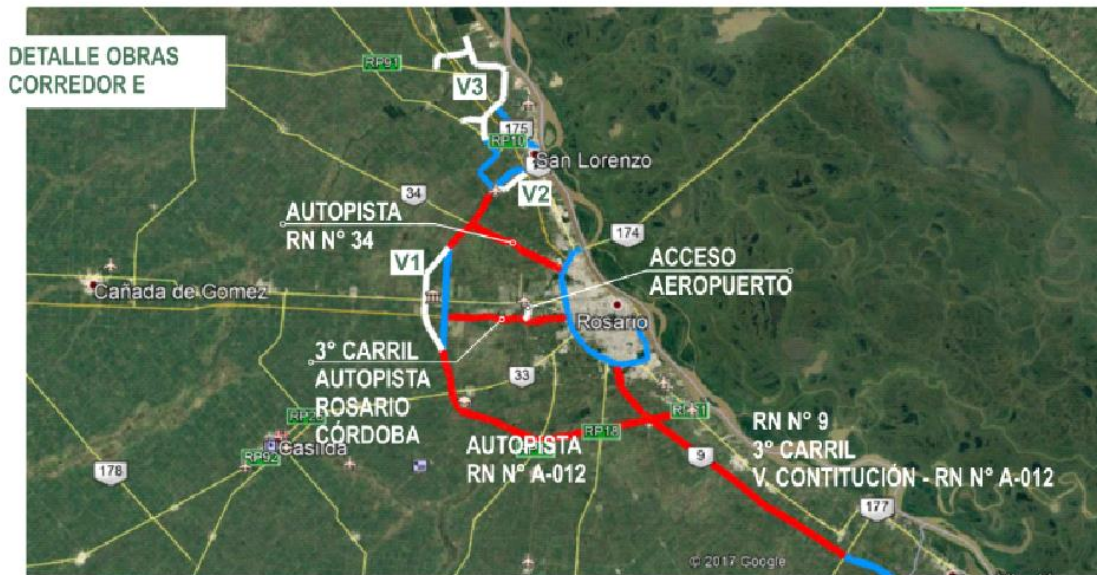 DETALLE OBRAS
CORREDOR E
RP91
V3
175
RP10
San Lorenzo
V2
34
AUTOPISTA
RN N° 34
174
V1
ACCESO
AEROPUERTO
Cañada de Gomez
Rosario
3° CARRIL
AUTOPISTA
ROSARIO
CÓRDOBA
33
RP18
AUTOPISTA
RN N° A-012
Casilda
RP92
178
9
RN N° 9
3° CARRIL
V. CONTITUCIÓN - RN N° A-012
177
© 2017 Google